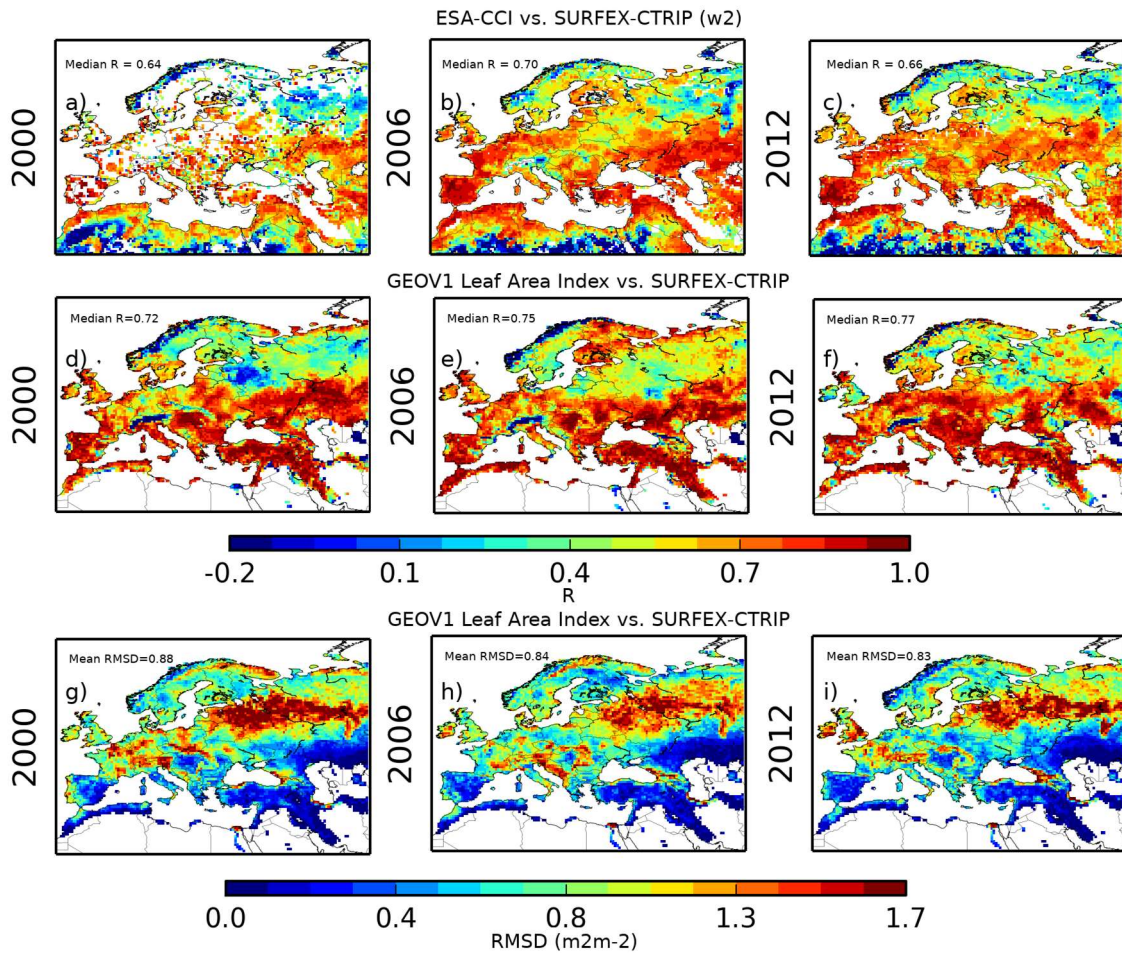 ESA-CCI vs. SURFEX-CTRIP (w2)
2000
Median R = 0.64
a)
2006
Median R = 0.70
b)
2012
Median R = 0.66
c)
GEOV1 Leaf Area Index vs. SURFEX-CTRIP
2000
Median R=0.72
d)
2006
Median R=0.75
e)
2012
Median R=0.77
f)
-0.2 0.1 0.4 0.7 1.0
R
GEOV1 Leaf Area Index vs. SURFEX-CTRIP
2000
Mean RMSD=0.88
g)
2006
Mean RMSD=0.84
h)
2012
Mean RMSD=0.83
i)
0.0 0.4 0.8 1.3 1.7
RMSD (m2m-2)